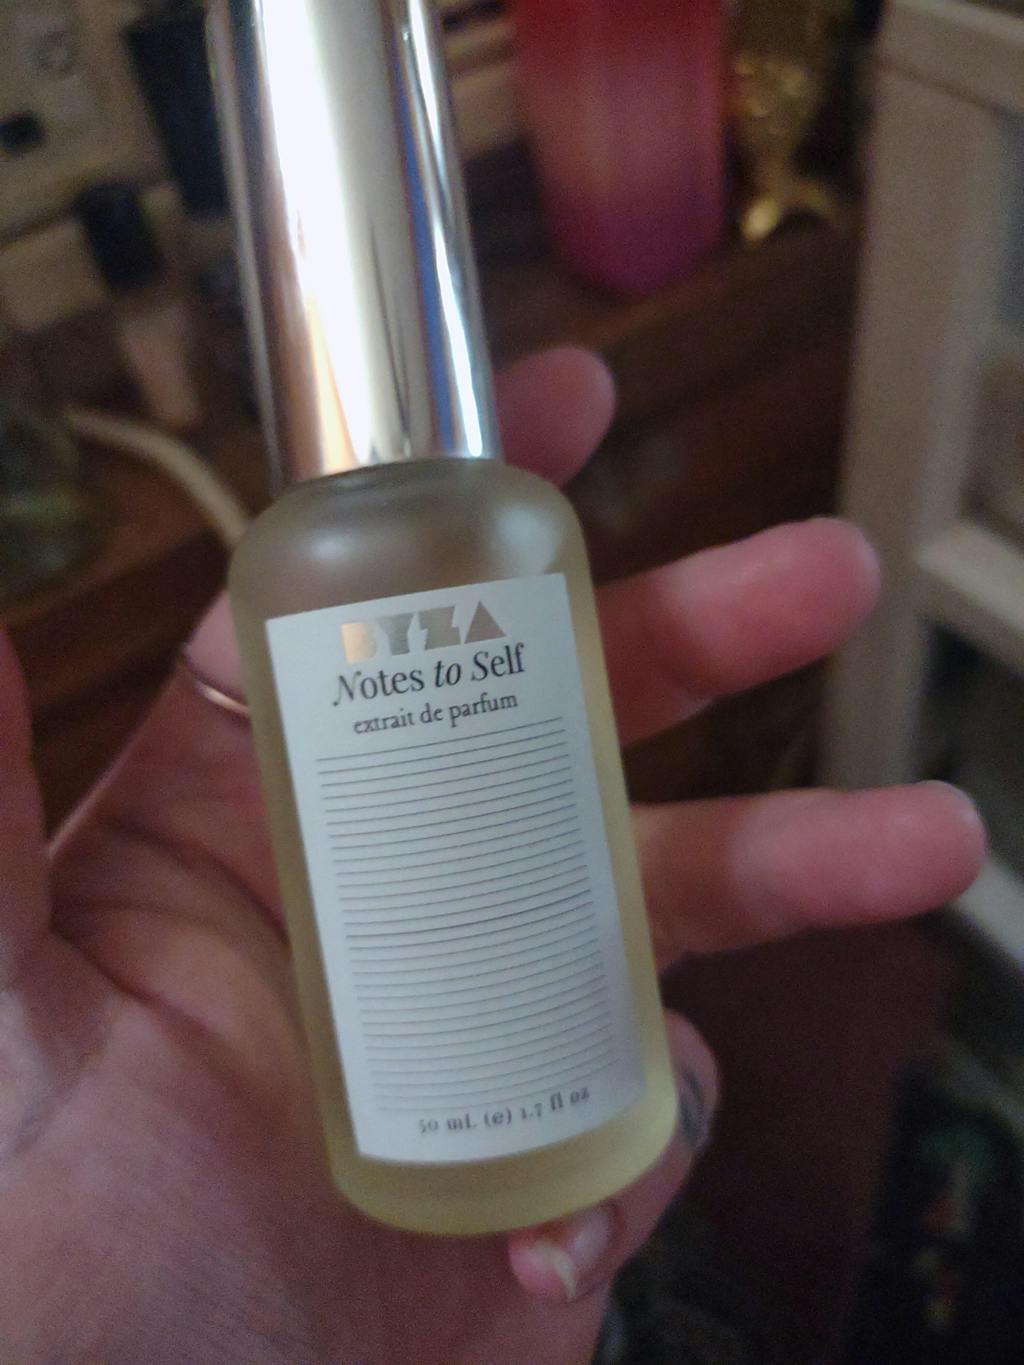 BYZA
Notes to Self
extrait de parfum
50 mL (e) 1.7 fl oz